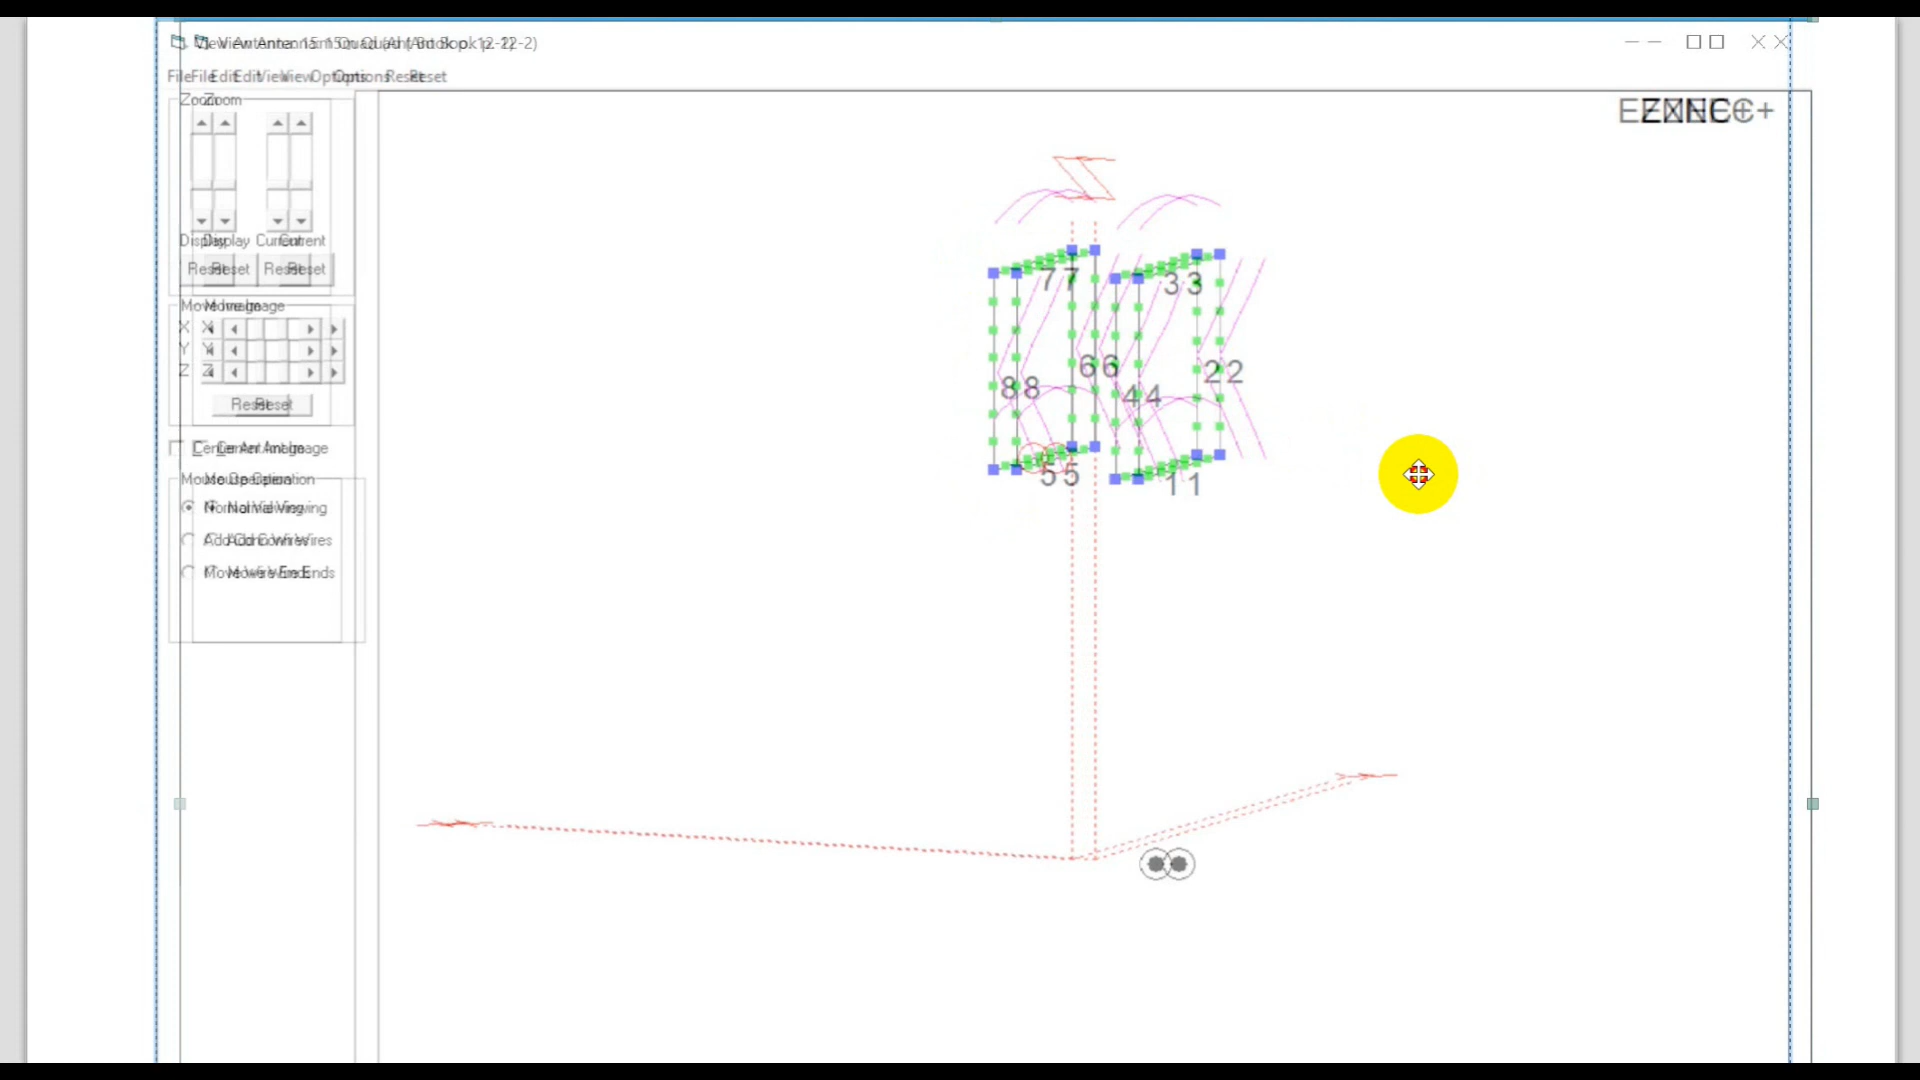 View Antenna: 15m Quad (Ant Book p. 12-2)
File Edit View Options Reset
Zoom
EZNEC+
Z
Display Current
Reset Reset
7 3
Move Image
X
Y
Z
6 2
8 4
Reset
Center Ant Image
5 1
Mouse Operation
Normal Viewing
Add Conn Wires
Move Wire Ends